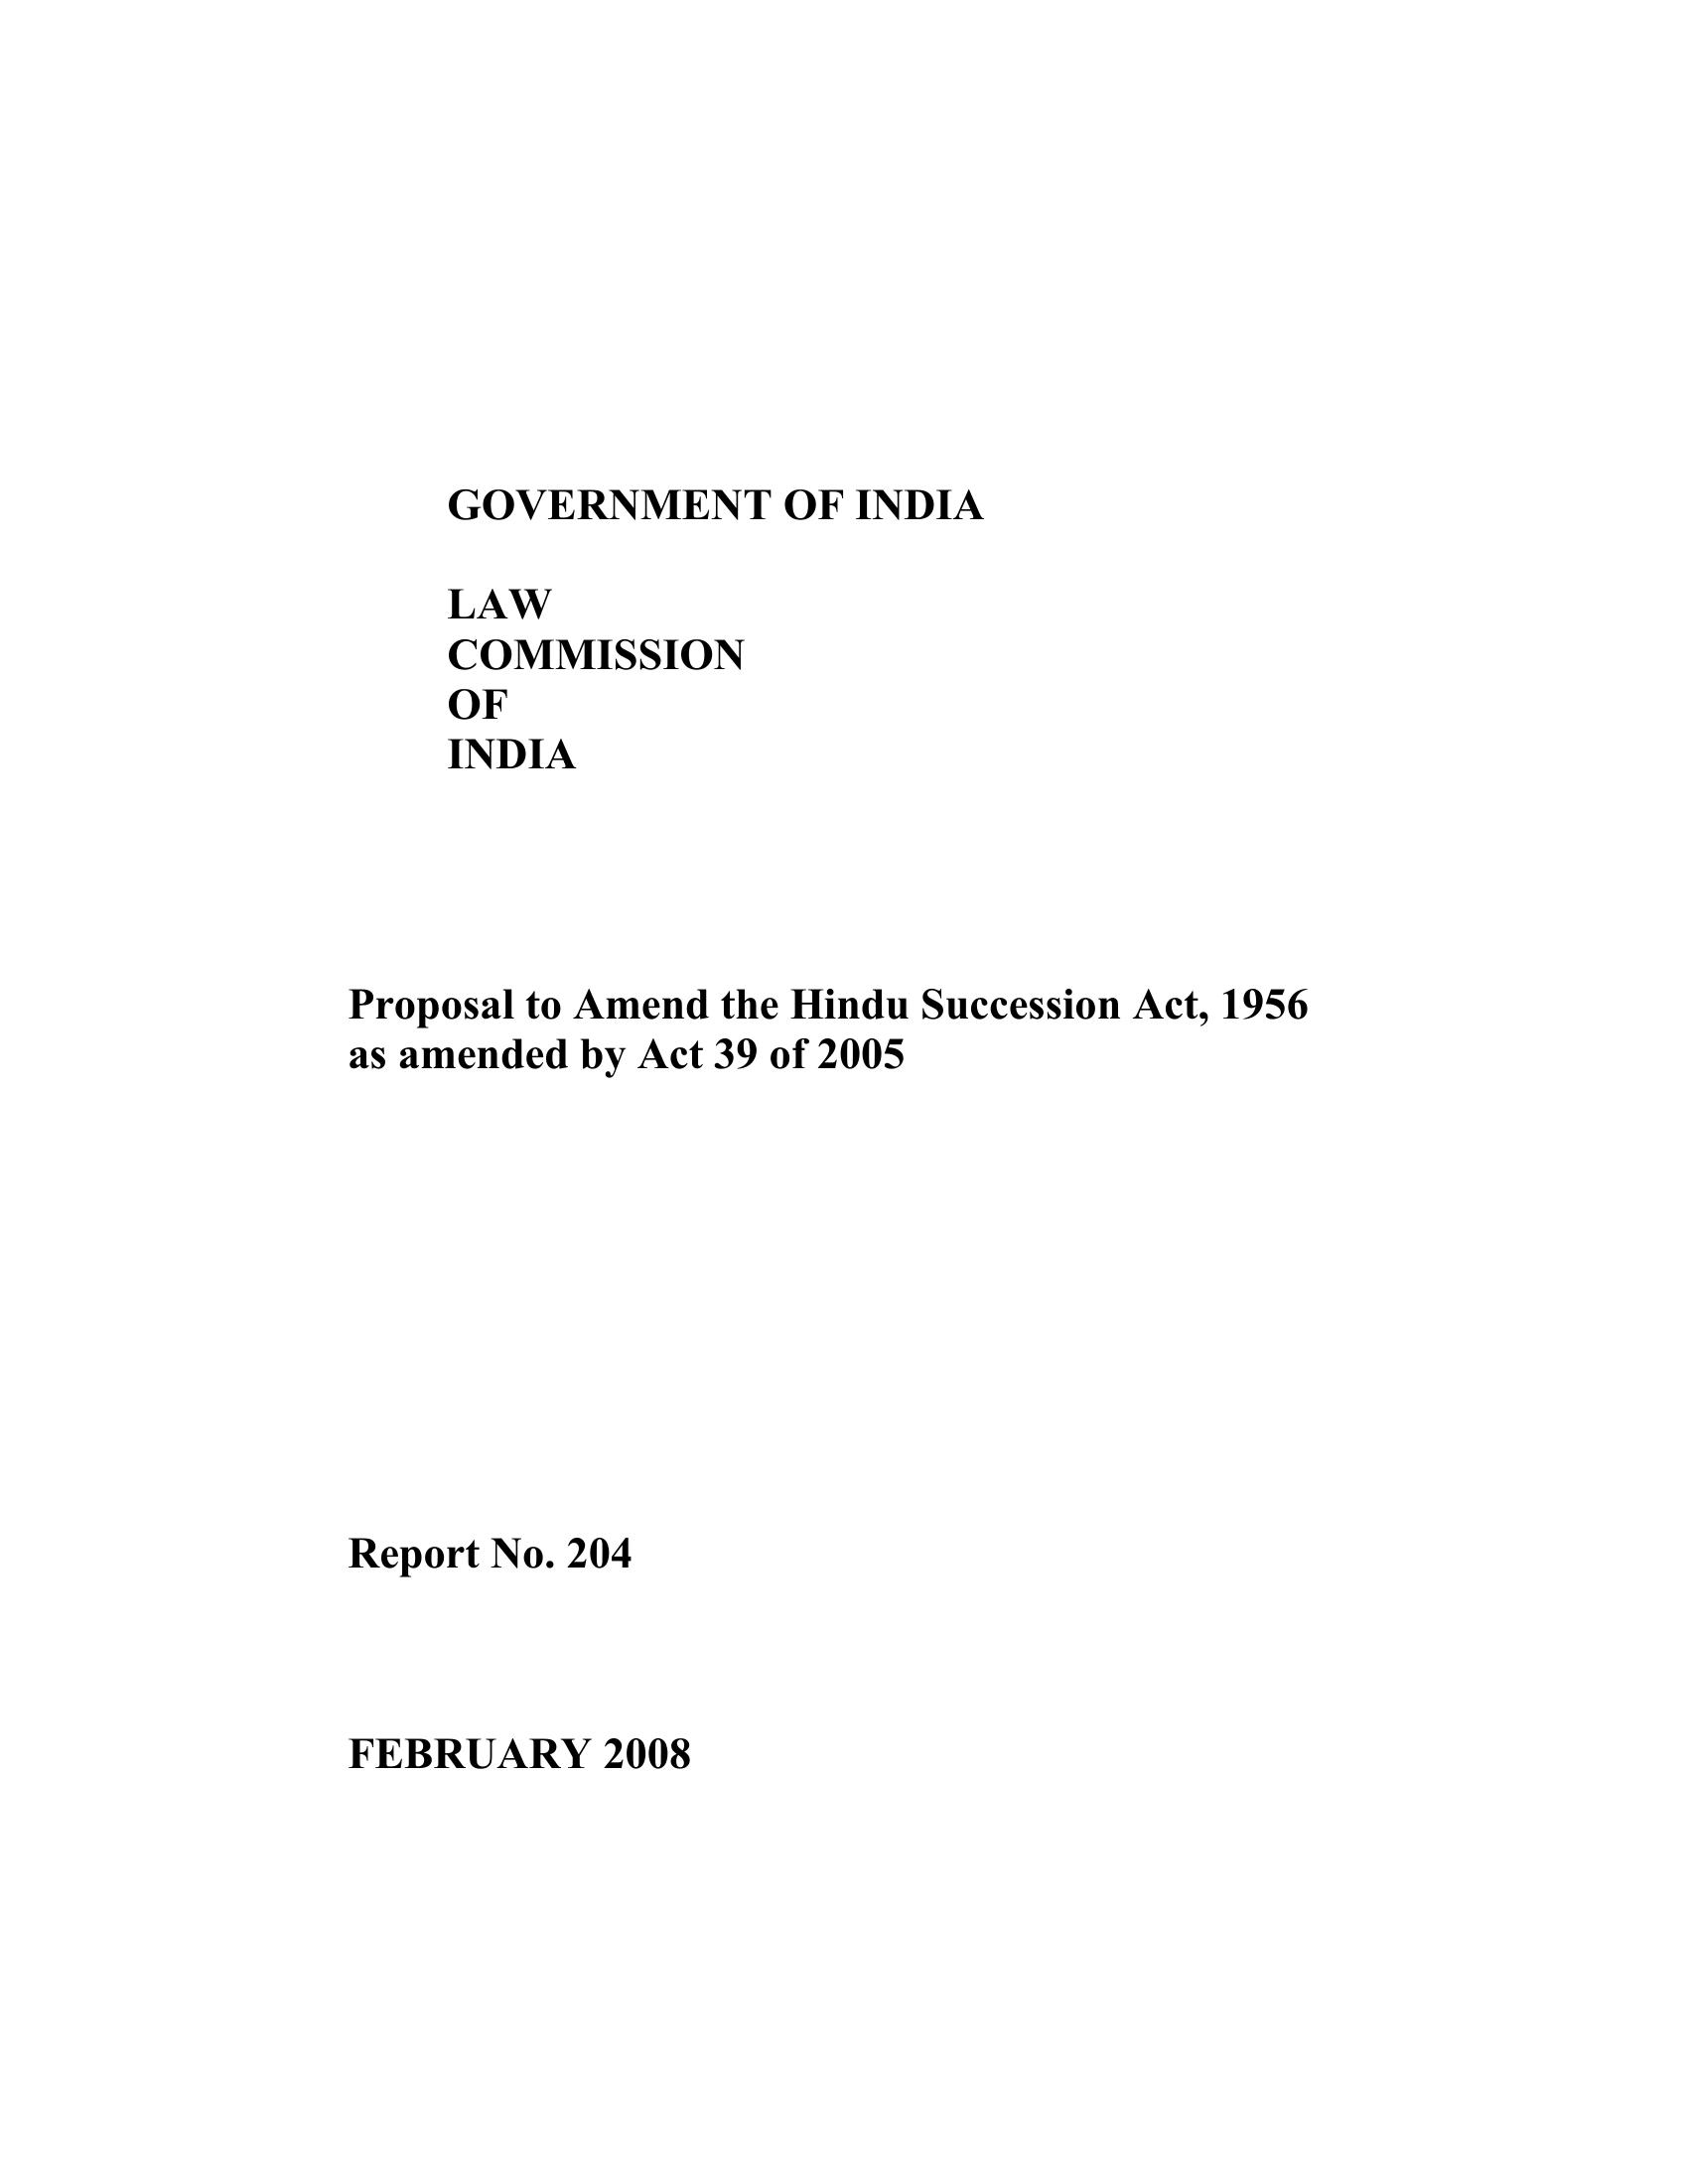 GOVERNMENT OF INDIA
LAW
COMMISSION
OF
INDIA
Proposal to Amend the Hindu Succession Act, 1956
as amended by Act 39 of 2005
Report No. 204
FEBRUARY 2008